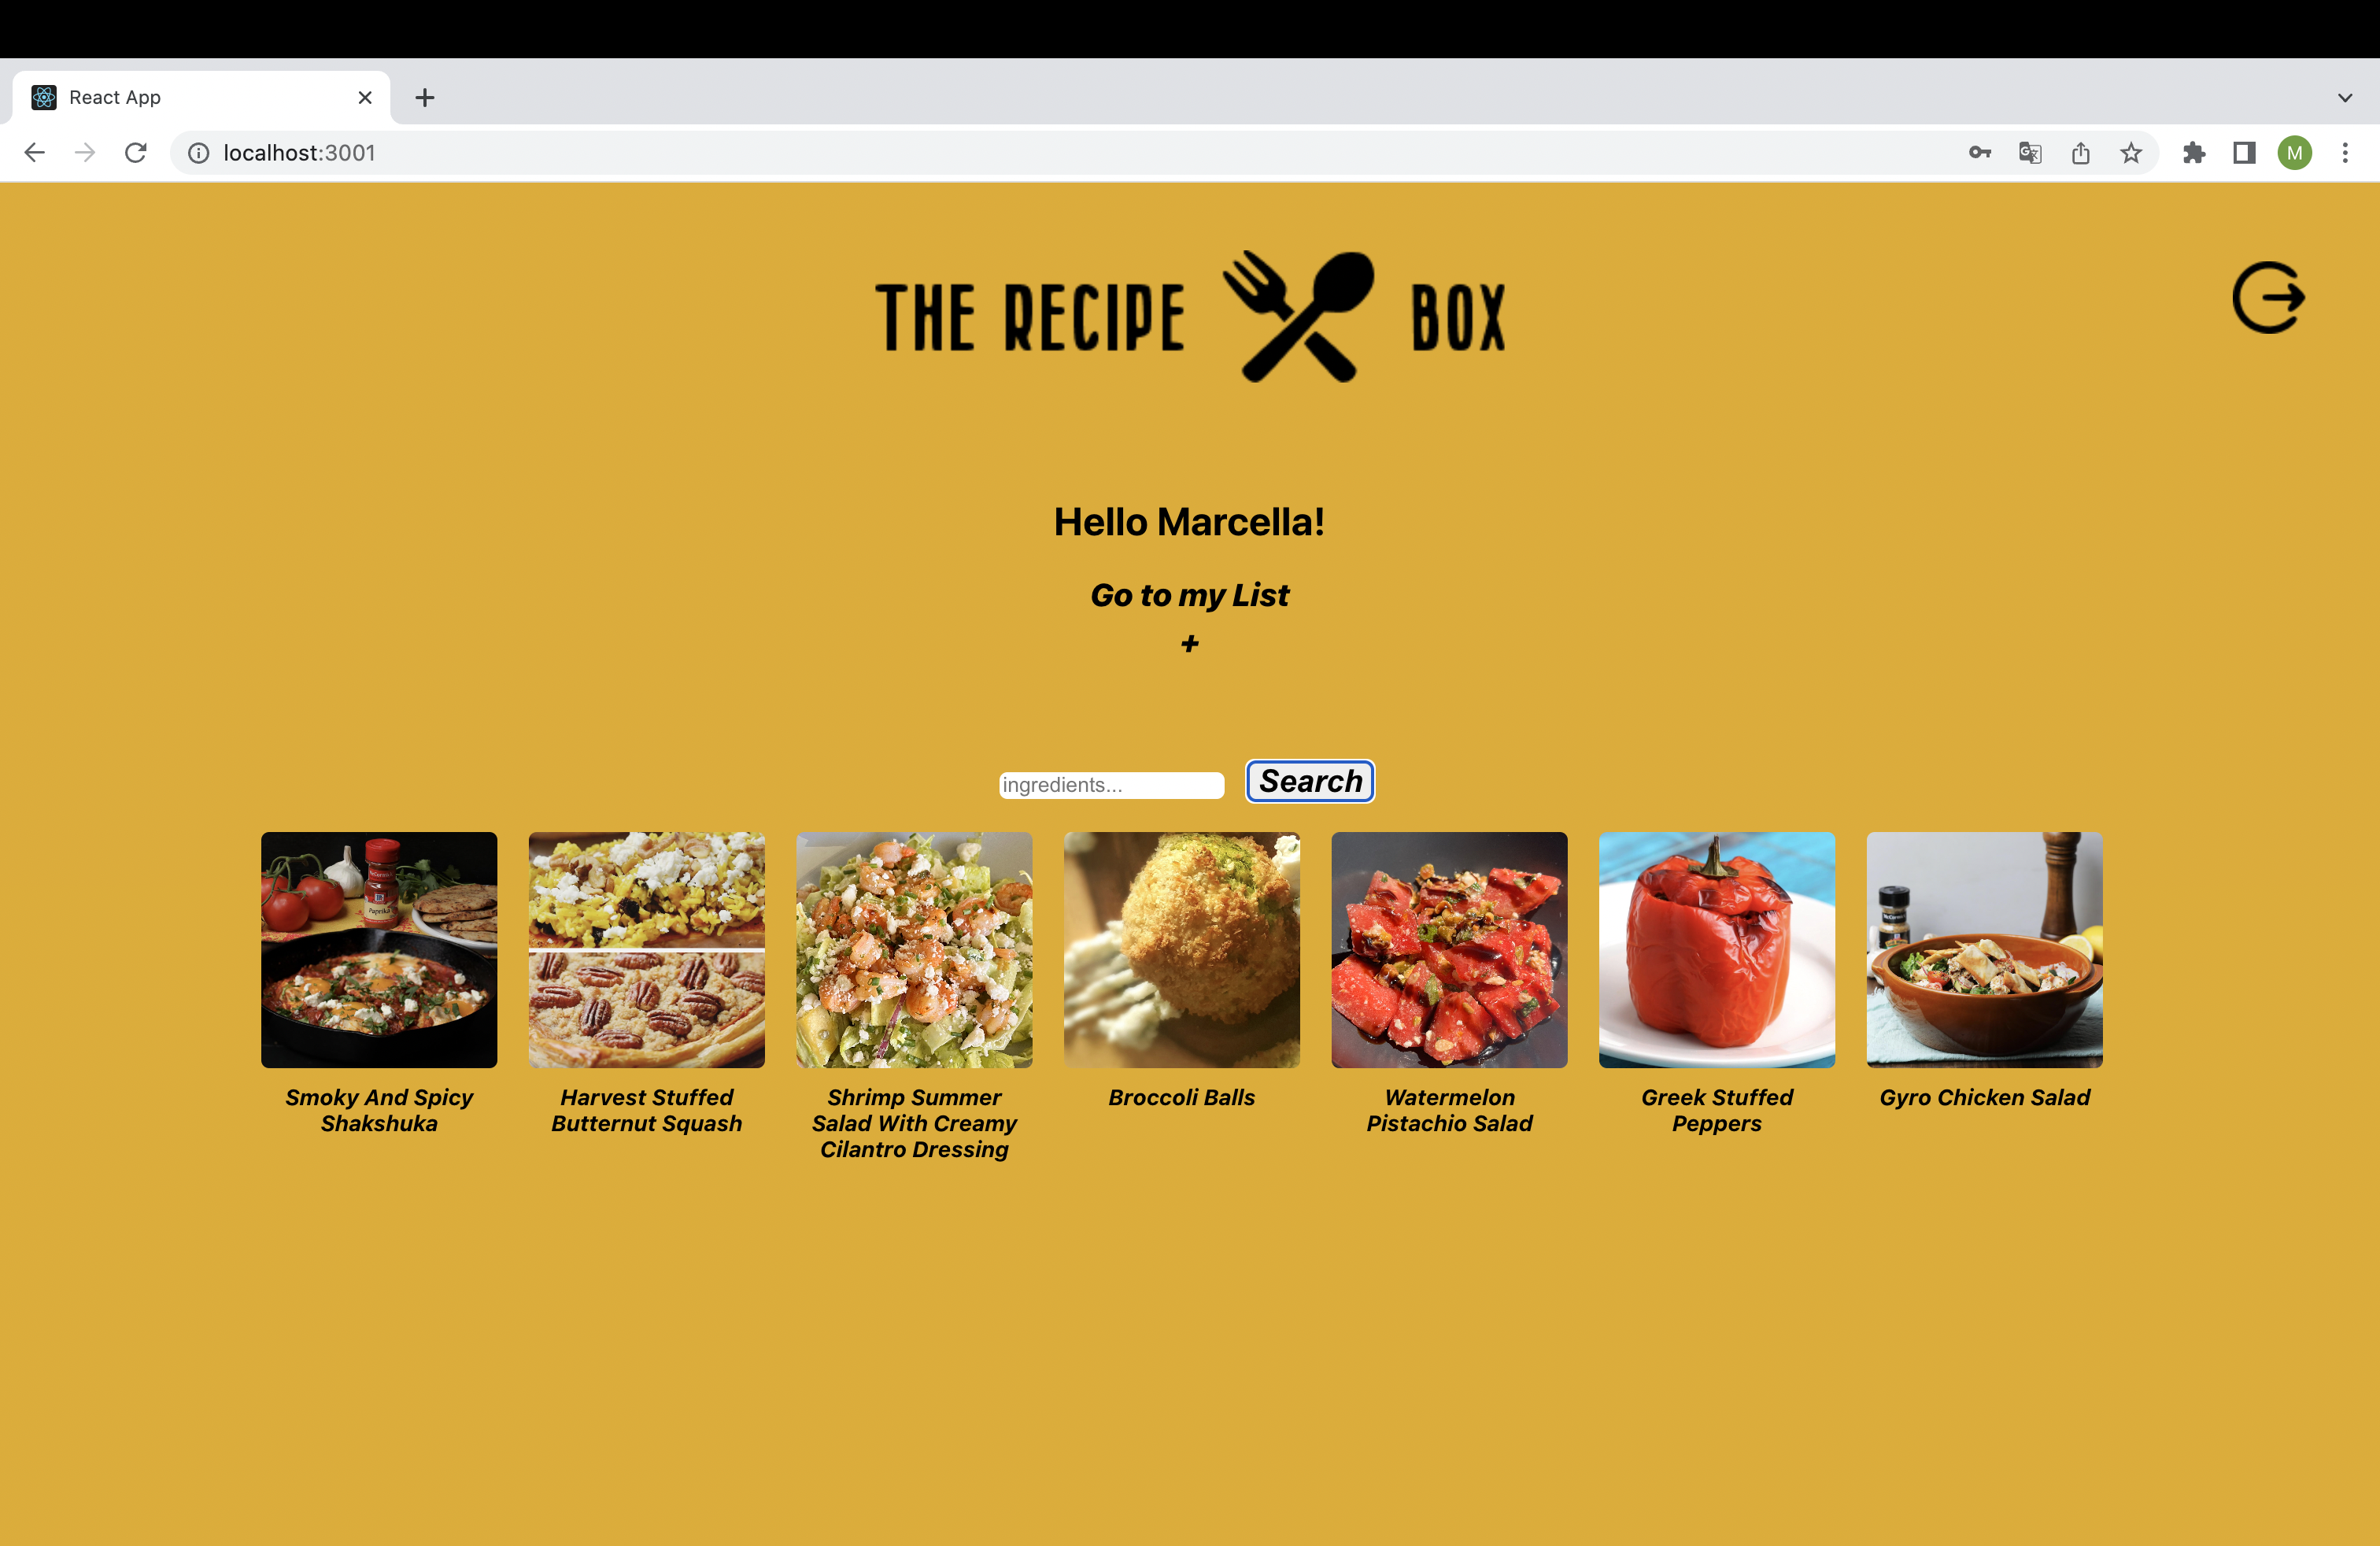 React App
localhost:3001
M
THE RECIPE BOX
Hello Marcella!
Go to my List
+
ingredients...
Search
Paprika
Smoky And Spicy
Shakshuka
Harvest Stuffed
Butternut Squash
Shrimp Summer
Salad With Creamy
Cilantro Dressing
Broccoli Balls
Watermelon
Pistachio Salad
Greek Stuffed
Peppers
Gyro Chicken Salad